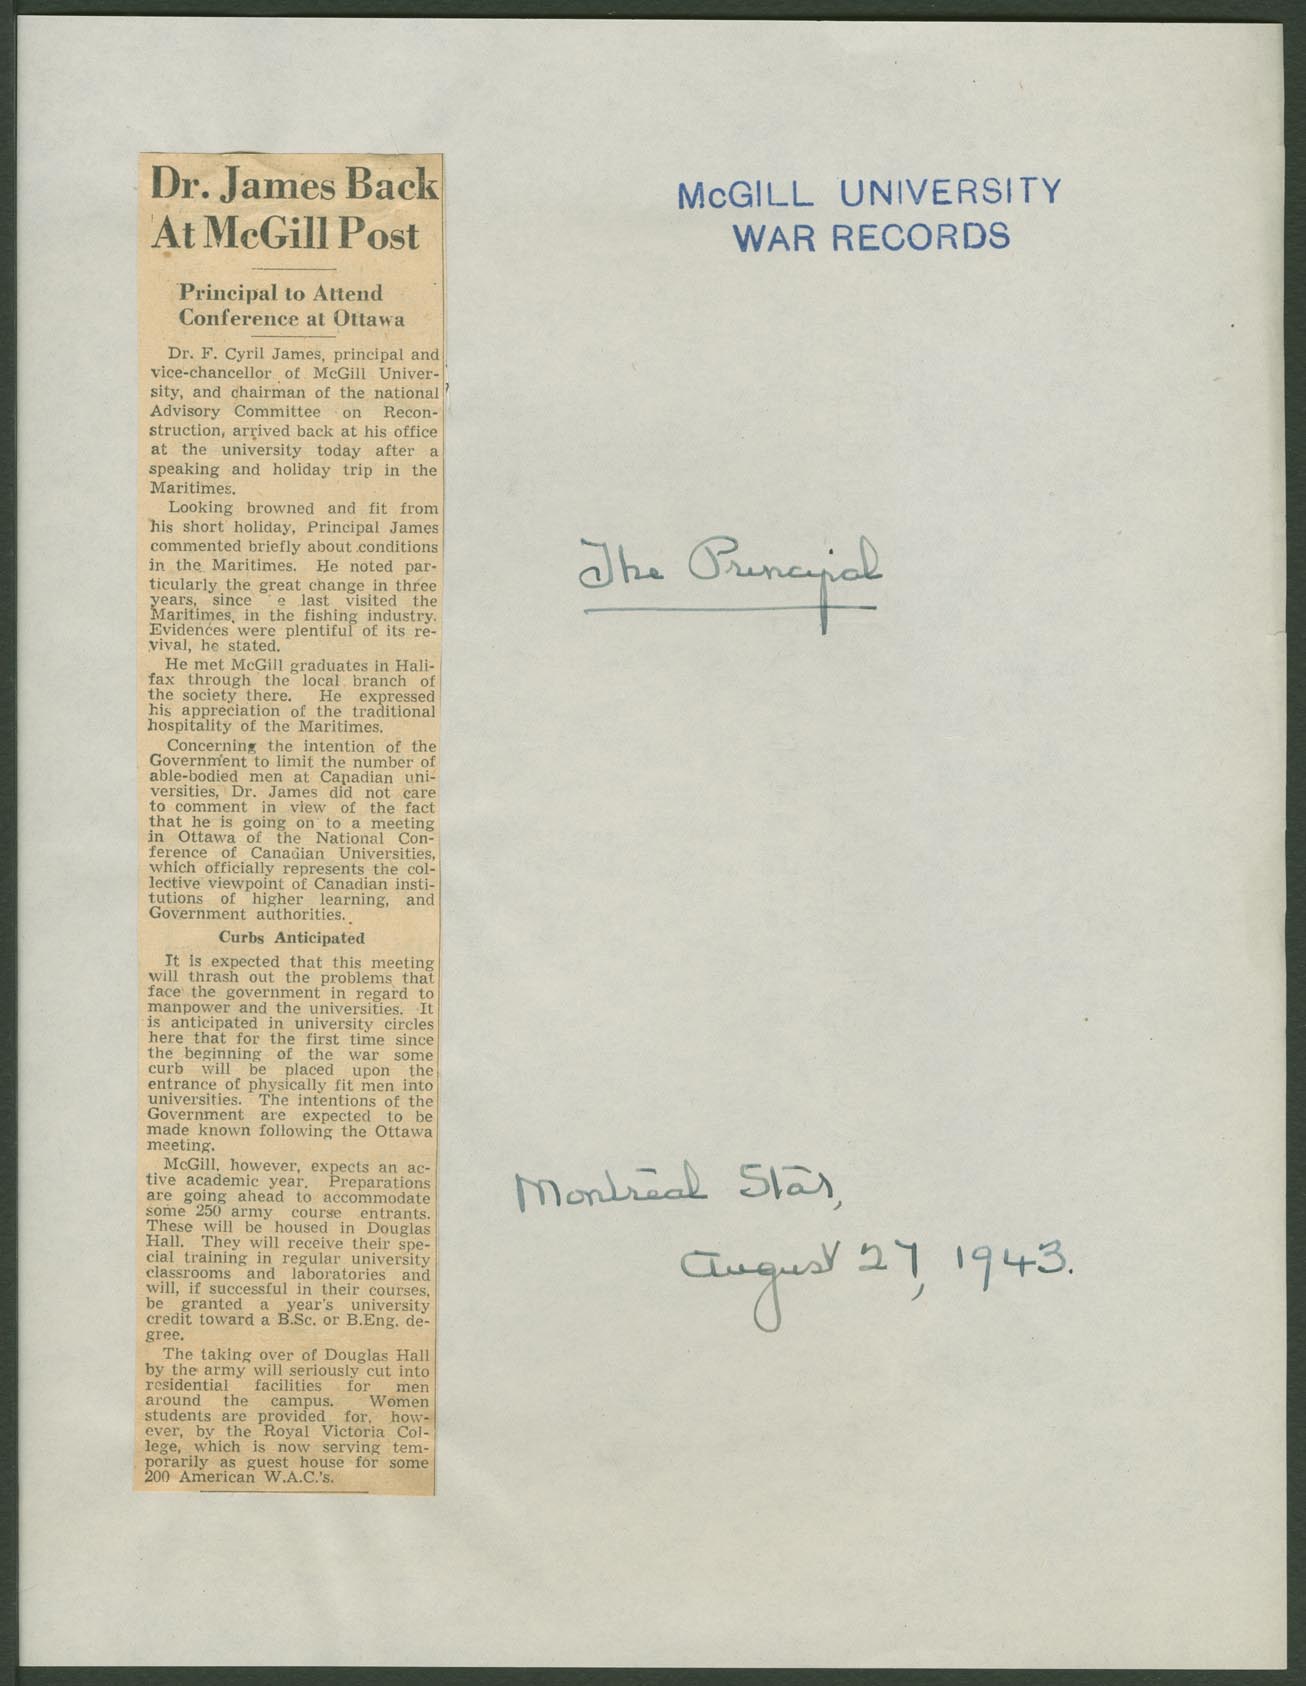 Dr. James Back
At McGill Post
Principal to Attend
Conference at Ottawa
Dr. F. Cyril James, principal and
vice-chancellor of McGill Univer-
sity, and chairman of the national
Advisory Committee on Recon-
struction, arrived back at his office
at the university today after a
speaking and holiday trip in the
Maritimes.
Looking browned and fit from
his short holiday, Principal James
commented briefly about conditions
in the Maritimes. He noted par-
ticularly the great change in three
years, since e last visited the
Maritimes, in the fishing industry.
Evidences were plentiful of its re-
vival, he stated.
He met McGill graduates in Hali-
fax through the local branch of
the society there. He expressed
his appreciation of the traditional
hospitality of the Maritimes.
Concerning the intention of the
Government to limit the number of
able-bodied men at Canadian uni-
versities, Dr. James did not care
to comment in view of the fact
that he is going on to a meeting
in Ottawa of the National Con-
ference of Canadian Universities,
which officially represents the col-
lective viewpoint of Canadian insti-
tutions of higher learning, and
Government authorities.
Curbs Anticipated
It is expected that this meeting
will thrash out the problems that
face the government in regard to
manpower and the universities. It
is anticipated in university circles
here that for the first time since
the beginning of the war some
curb will be placed upon the
entrance of physically fit men into
universities. The intentions of the
Government are expected to be
made known following the Ottawa
meeting.
McGill, however, expects an ac-
tive academic year. Preparations
are going ahead to accommodate
some 250 army course entrants.
These will be housed in Douglas
Hall. They will receive their spe-
cial training in regular university
classrooms and laboratories and
will, if successful in their courses,
be granted a year's university
credit toward a B.Sc. or B.Eng. de-
gree.
The taking over of Douglas Hall
by the army will seriously cut into
residential facilities for men
around the campus. Women
students are provided for, how-
ever, by the Royal Victoria Col-
lege, which is now serving tem-
porarily as guest house for some
200 American W.A.C.'s.
McGILL UNIVERSITY
WAR RECORDS
The Principal
Montreal Star,
August 27, 1943.